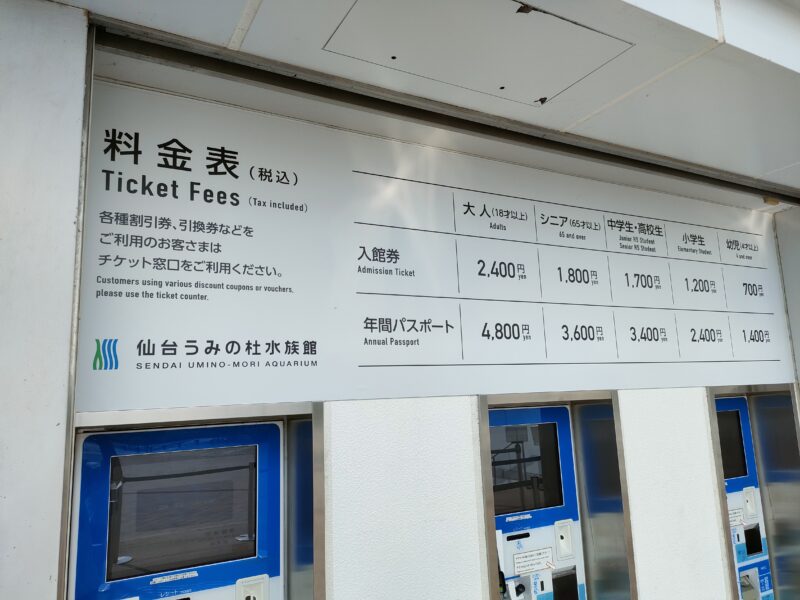 料金表(税込)
Ticket Fees (Tax included)
各種割引券、引換券などを
ご利用のお客さまは
チケット窓口をご利用ください。
Customers using various discount coupons or vouchers,
please use the ticket counter.
仙台うみの杜水族館
SENDAI UMINO-MORI AQUARIUM
大人(18才以上) シニア(65才以上) 中学生・高校生 小学生 幼児(4才以上)
Adults 65 and over Junior HS Student Elementary Student 4 and over
Senior HS Student
入館券 2,400円 1,800円 1,700円 1,200円 700円
Admission Ticket yen yen yen yen yen
年間パスポート 4,800円 3,600円 3,400円 2,400円 1,400円
Annual Passport yen yen yen yen yen